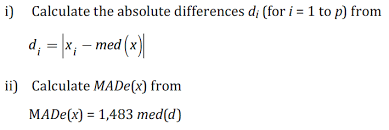 i) Calculate the absolute differences dᵢ (for i = 1 to p) from
dᵢ = |xᵢ − med(x)|
ii) Calculate MADe(x) from
MADe(x) = 1,483 med(d)